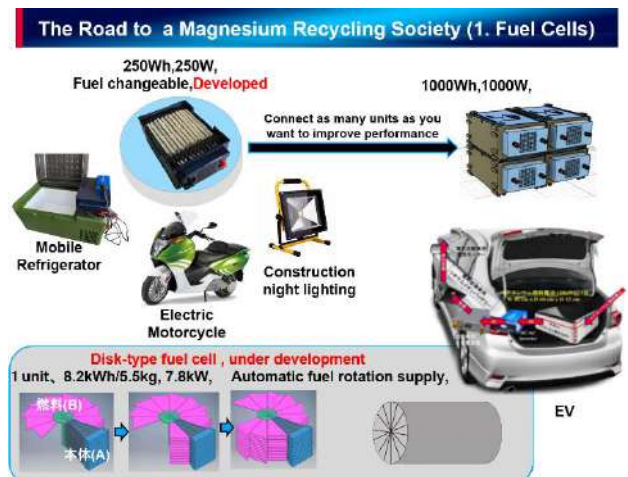 The Road to a Magnesium Recycling Society (1. Fuel Cells)
250Wh,250W,
Fuel changeable,Developed
1000Wh,1000W,
Connect as many units as you
want to improve performance
Mobile
Refrigerator
Electric
Motorcycle
Construction
night lighting
EV
Disk-type fuel cell , under development
1 unit、8.2kWh/5.5kg, 7.8kW,
Automatic fuel rotation supply,
燃料(B)
本体(A)